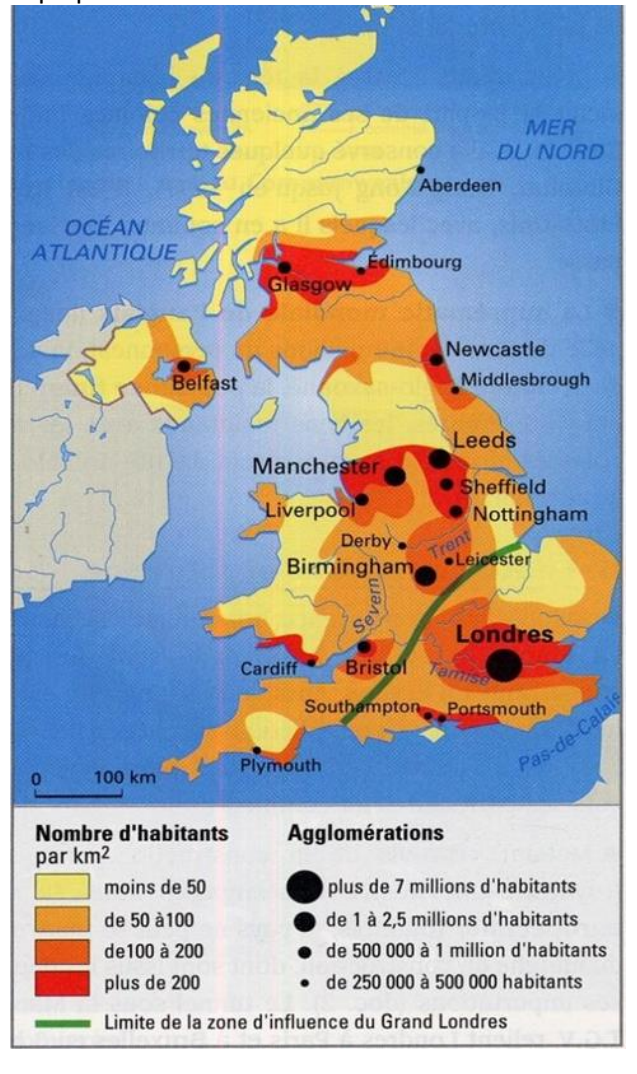 MER
DU NORD
Aberdeen
OCÉAN
ATLANTIQUE
Édimbourg
Glasgow
Newcastle
Belfast
Middlesbrough
Leeds
Manchester
Sheffield
Liverpool
Nottingham
Derby
Trent
Leicester
Birmingham
Severn
Londres
Cardiff
Bristol
Tamise
Southampton
Portsmouth
Pas-de-Calais
Plymouth
0 100 km
Nombre d'habitants
par km2
moins de 50
de 50 à100
de100 à 200
plus de 200
Agglomérations
plus de 7 millions d'habitants
de 1 à 2,5 millions d'habitants
de 500 000 à 1 million d'habitants
de 250 000 à 500 000 habitants
Limite de la zone d'influence du Grand Londres